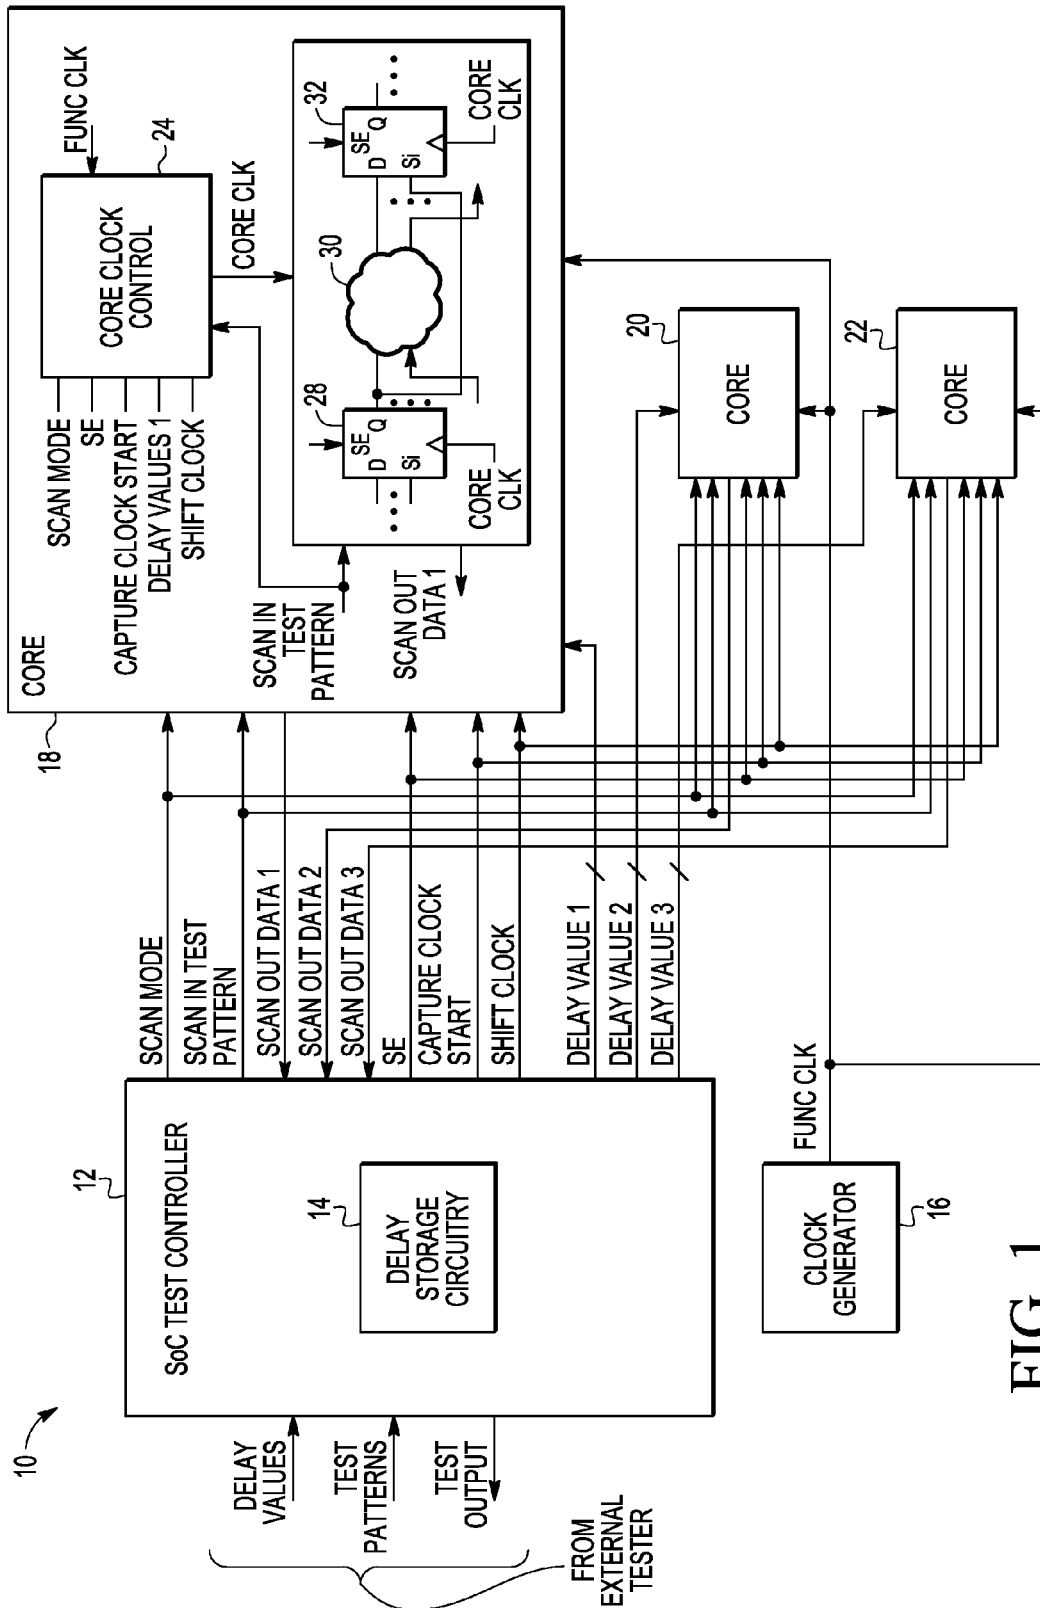 10
FROM
EXTERNAL
TESTER
DELAY
VALUES
TEST
PATTERNS
TEST
OUTPUT
12
SoC TEST CONTROLLER
14
DELAY
STORAGE
CIRCUITRY
CLOCK
GENERATOR
16
FUNC CLK
SCAN MODE
SCAN IN TEST
PATTERN
SCAN OUT DATA 1
SCAN OUT DATA 2
SCAN OUT DATA 3
SE
CAPTURE CLOCK
START
SHIFT CLOCK
DELAY VALUE 1
DELAY VALUE 2
DELAY VALUE 3
18
CORE
SCAN MODE
SE
CAPTURE CLOCK START
DELAY VALUES 1
SHIFT CLOCK
CORE CLOCK
CONTROL
24
FUNC CLK
CORE CLK
SCAN IN
TEST
PATTERN
SCAN OUT
DATA 1
28
SE
D
Q
Si
CORE
CLK
30
32
SE
D
Q
Si
CORE
CLK
20
CORE
22
CORE
FIG. 1